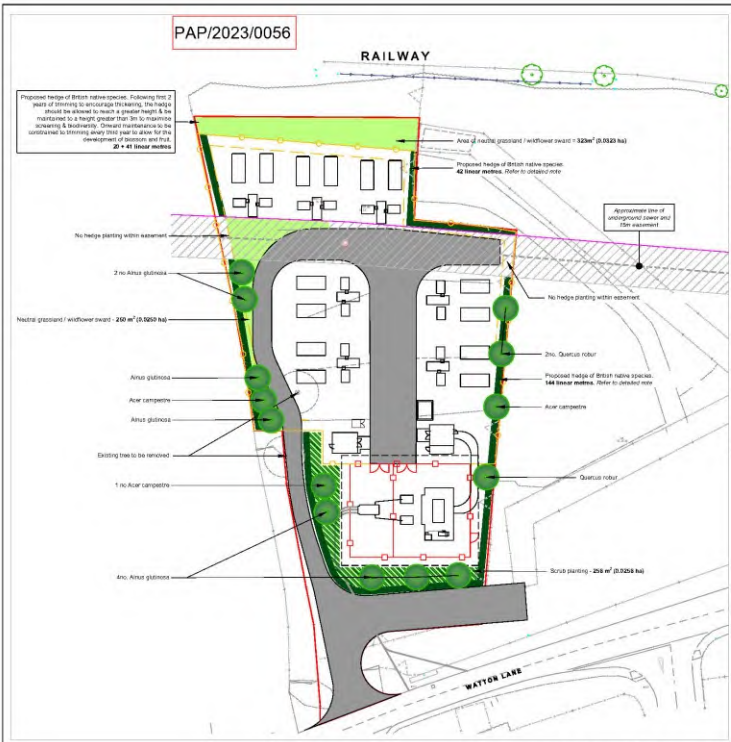 PAP/2023/0056
RAILWAY
Proposed hedge of British native species. Following first 2
years of trimming to encourage thickening, the hedge
should be allowed to reach a greater height & be
maintained to a height greater than 3m to maximise
screening & biodiversity. Onward maintenance to be
constrained to trimming every third year to allow for the
development of blossom and fruit.
20 + 41 linear metres
Area of neutral grassland / wildflower sward = 323m² (0.0323 ha)
Proposed hedge of British native species.
42 linear metres. Refer to detailed note
Approximate line of
underground sewer and
15m easement
No hedge planting within easement
2 no Alnus glutinosa
No hedge planting within easement
Neutral grassland / wildflower sward -
2no. Quercus robur
Proposed hedge of British native species.
144 linear metres. Refer to detailed note
Alnus glutinosa
Acer campestre
Acer campestre
Alnus glutinosa
Existing tree to be removed
Quercus robur
1 no Acer campestre
Scrub planting - 258 m² (0.0258 ha)
4no. Alnus glutinosa
WATTON LANE